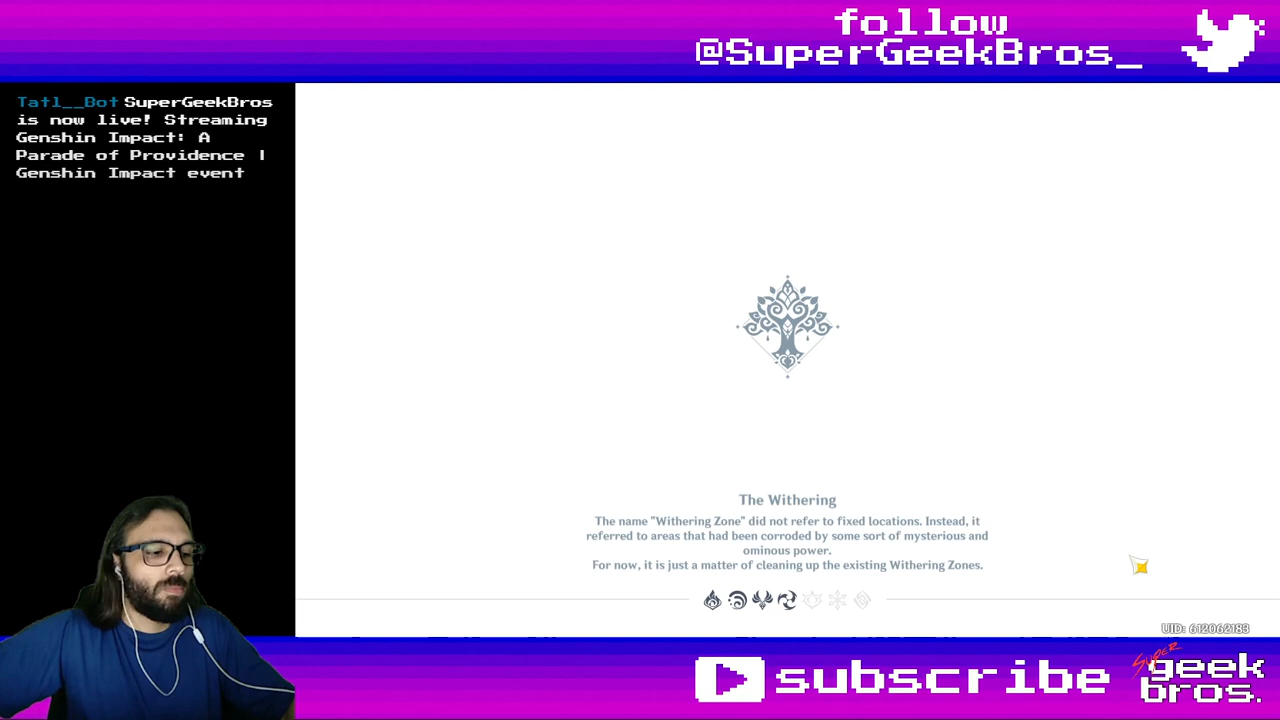 follow
@SuperGeekBros_
Tatl__Bot SuperGeekBros
is now live! Streaming
Genshin Impact: A
Parade of Providence |
Genshin Impact event
The Withering
The name "Withering Zone" did not refer to fixed locations. Instead, it
referred to areas that had been corroded by some sort of mysterious and
ominous power.
For now, it is just a matter of cleaning up the existing Withering Zones.
UID: 612062183
subscribe
SUPER
geek
bros.